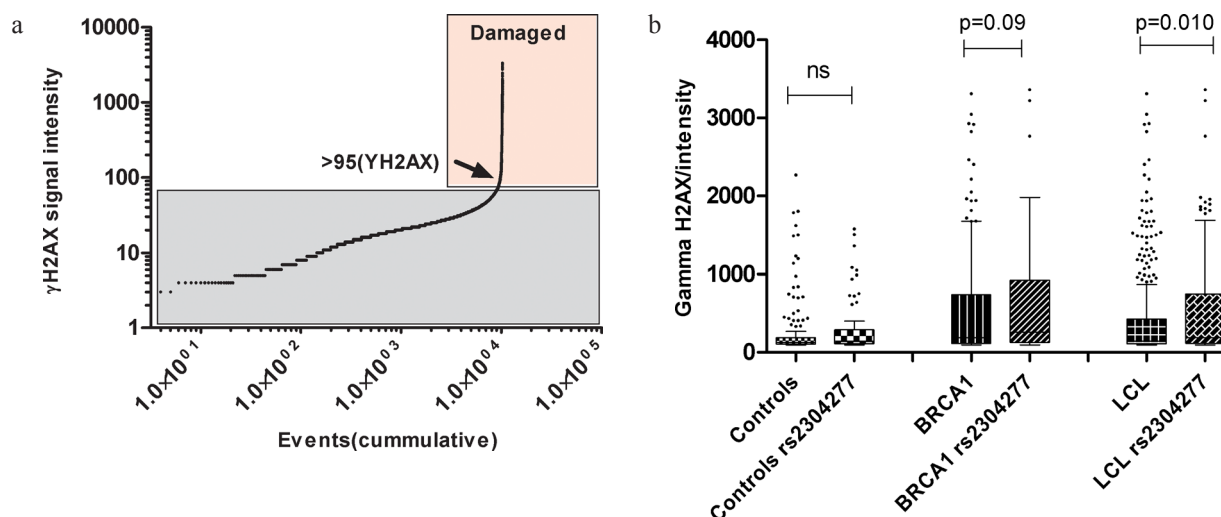 a
10000
1000
100
10
1
γH2AX signal intensity
Damaged
>95(YH2AX)
1.0×10⁰¹
1.0×10⁰²
1.0×10⁰³
1.0×10⁰⁴
1.0×10⁰⁵
Events(cummulative)
b
4000
3000
2000
1000
0
Gamma H2AX/intensity
ns
p=0.09
p=0.010
Controls
Controls rs2304277
BRCA1
BRCA1 rs2304277
LCL
LCL rs2304277